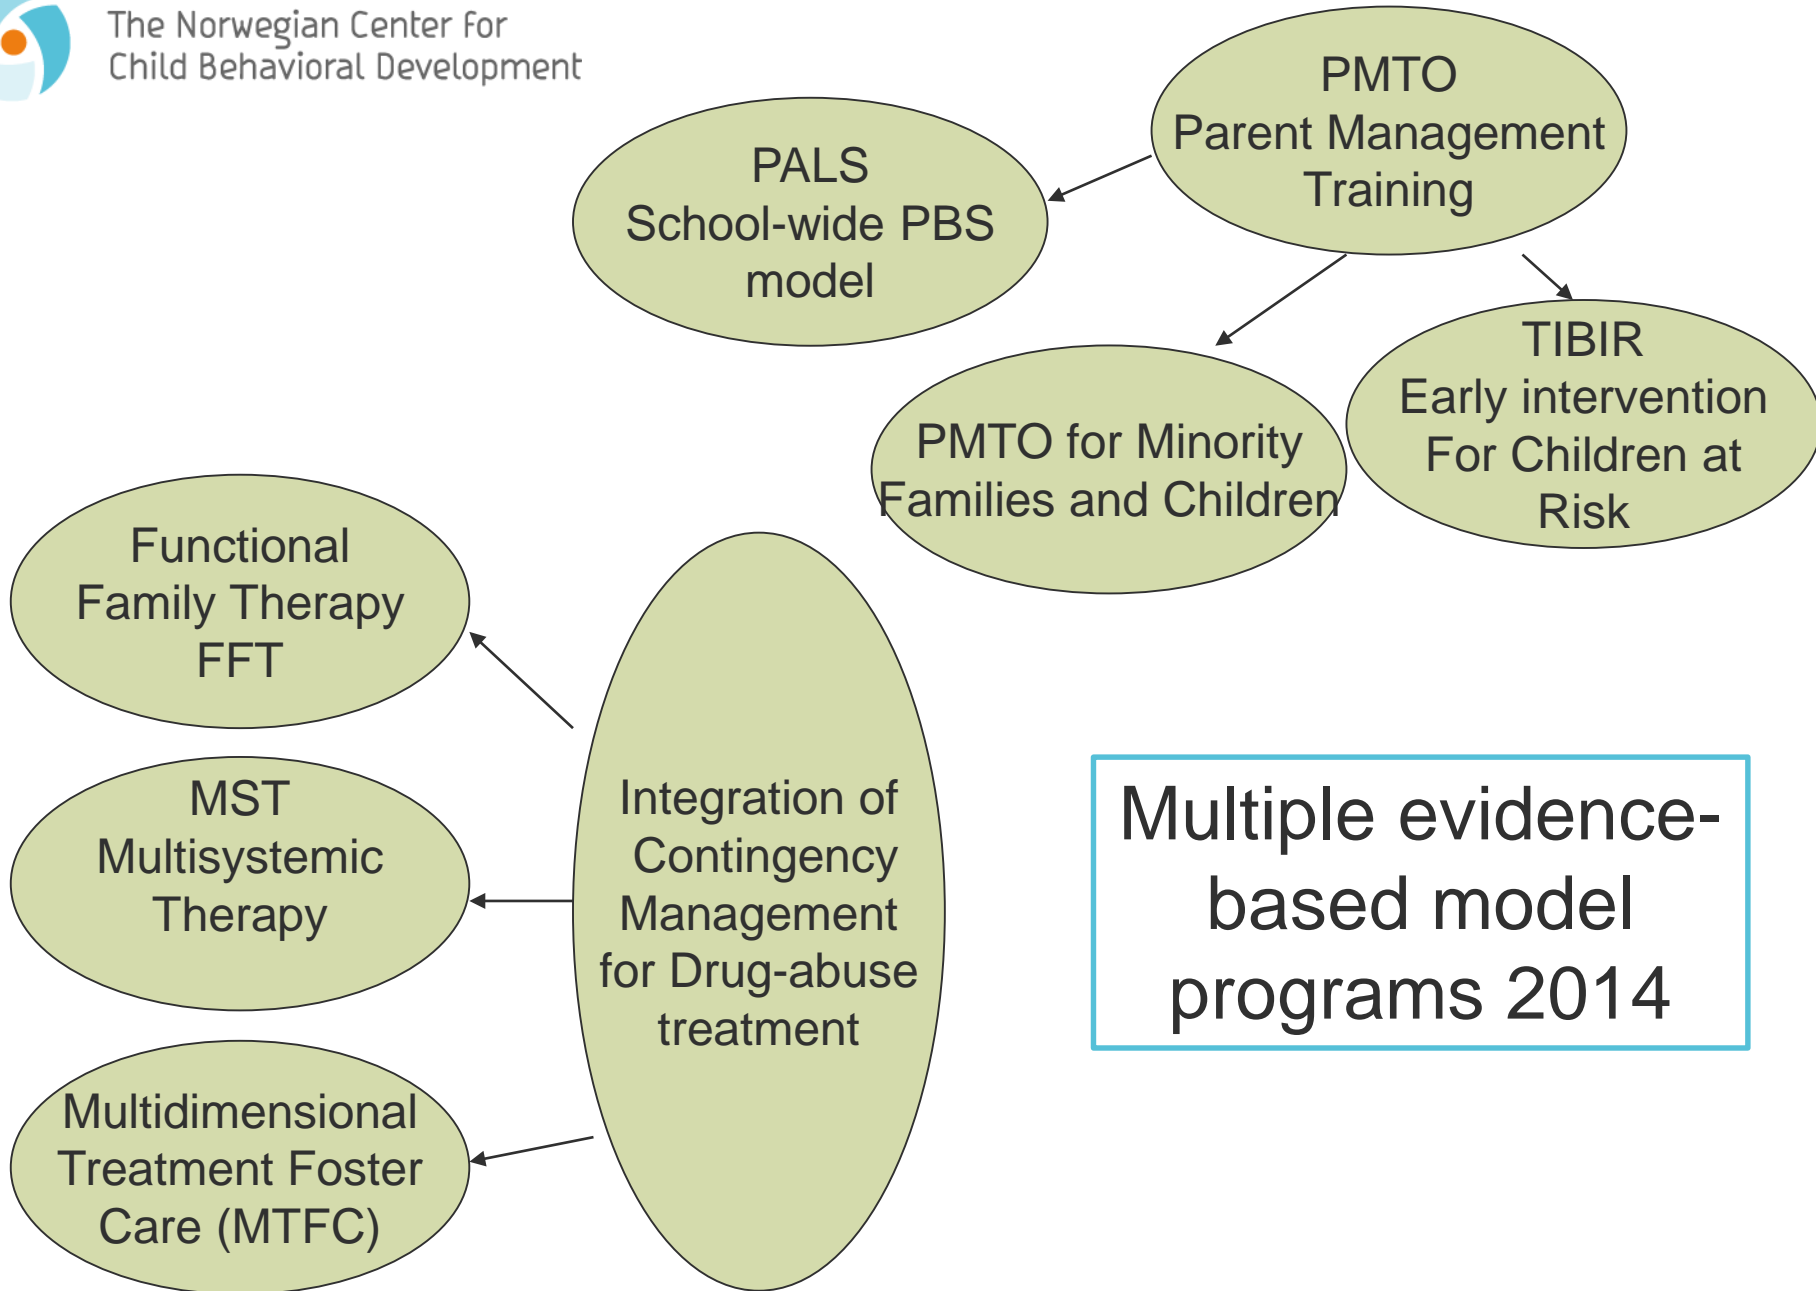 The Norwegian Center for
Child Behavioral Development
PMTO
Parent Management
Training
PALS
School-wide PBS
model
TIBIR
Early intervention
For Children at
Risk
PMTO for Minority
Families and Children
Functional
Family Therapy
FFT
MST
Multisystemic
Therapy
Multidimensional
Treatment Foster
Care (MTFC)
Integration of
Contingency
Management
for Drug-abuse
treatment
Multiple evidence-
based model
programs 2014